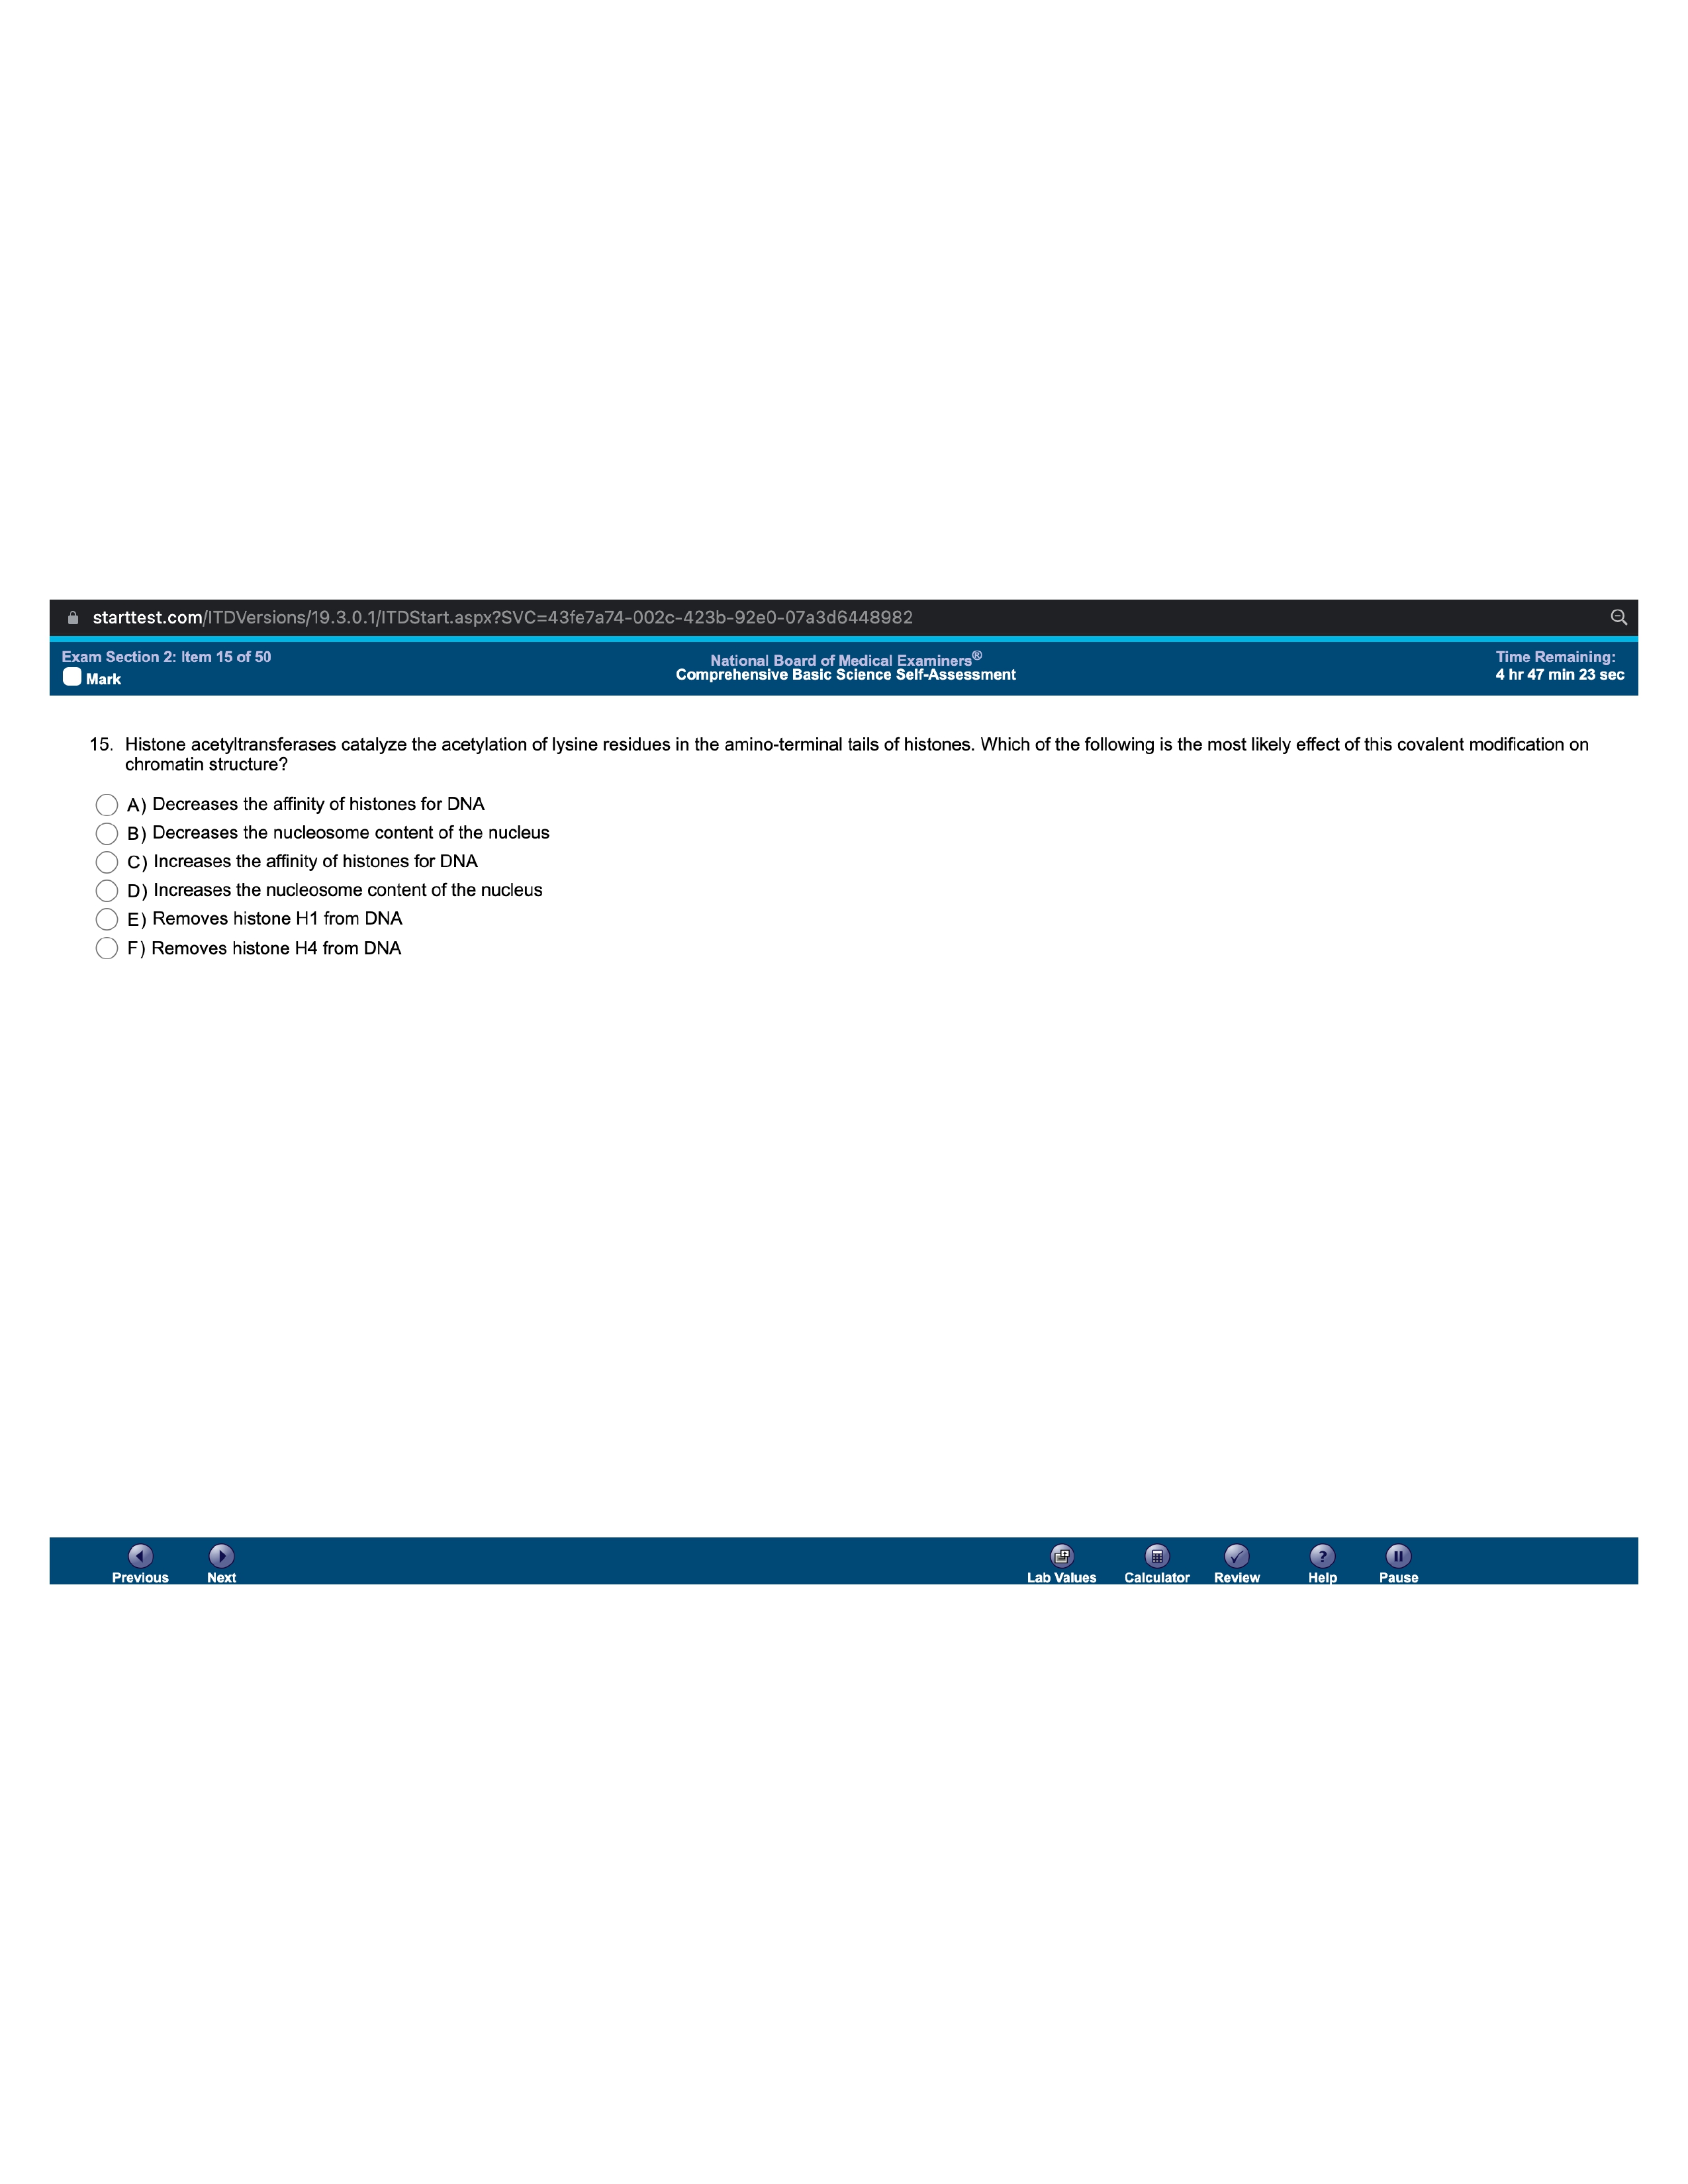 starttest.com/ITDVersions/19.3.0.1/ITDStart.aspx?SVC=43fe7a74-002c-423b-92e0-07a3d6448982
Exam Section 2: Item 15 of 50
Mark
National Board of Medical Examiners®
Comprehensive Basic Science Self-Assessment
Time Remaining:
4 hr 47 min 23 sec
15. Histone acetyltransferases catalyze the acetylation of lysine residues in the amino-terminal tails of histones. Which of the following is the most likely effect of this covalent modification on
chromatin structure?
A) Decreases the affinity of histones for DNA
B) Decreases the nucleosome content of the nucleus
C) Increases the affinity of histones for DNA
D) Increases the nucleosome content of the nucleus
E) Removes histone H1 from DNA
F) Removes histone H4 from DNA
Previous
Next
Lab Values
Calculator
Review
Help
Pause